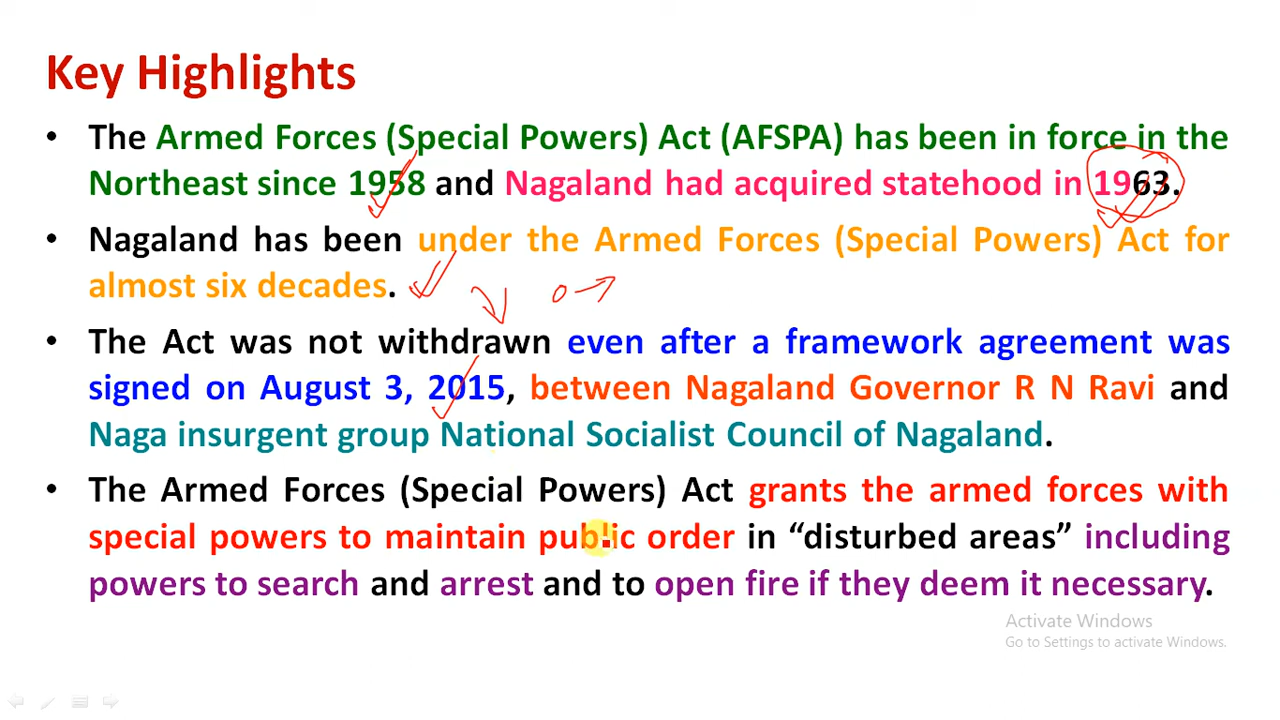 Key Highlights
• The Armed Forces (Special Powers) Act (AFSPA) has been in force in the
Northeast since 1958 and Nagaland had acquired statehood in 1963.
• Nagaland has been under the Armed Forces (Special Powers) Act for
almost six decades.
• The Act was not withdrawn even after a framework agreement was
signed on August 3, 2015, between Nagaland Governor R N Ravi and
Naga insurgent group National Socialist Council of Nagaland.
• The Armed Forces (Special Powers) Act grants the armed forces with
special powers to maintain public order in “disturbed areas” including
powers to search and arrest and to open fire if they deem it necessary.
Activate Windows
Go to Settings to activate Windows.